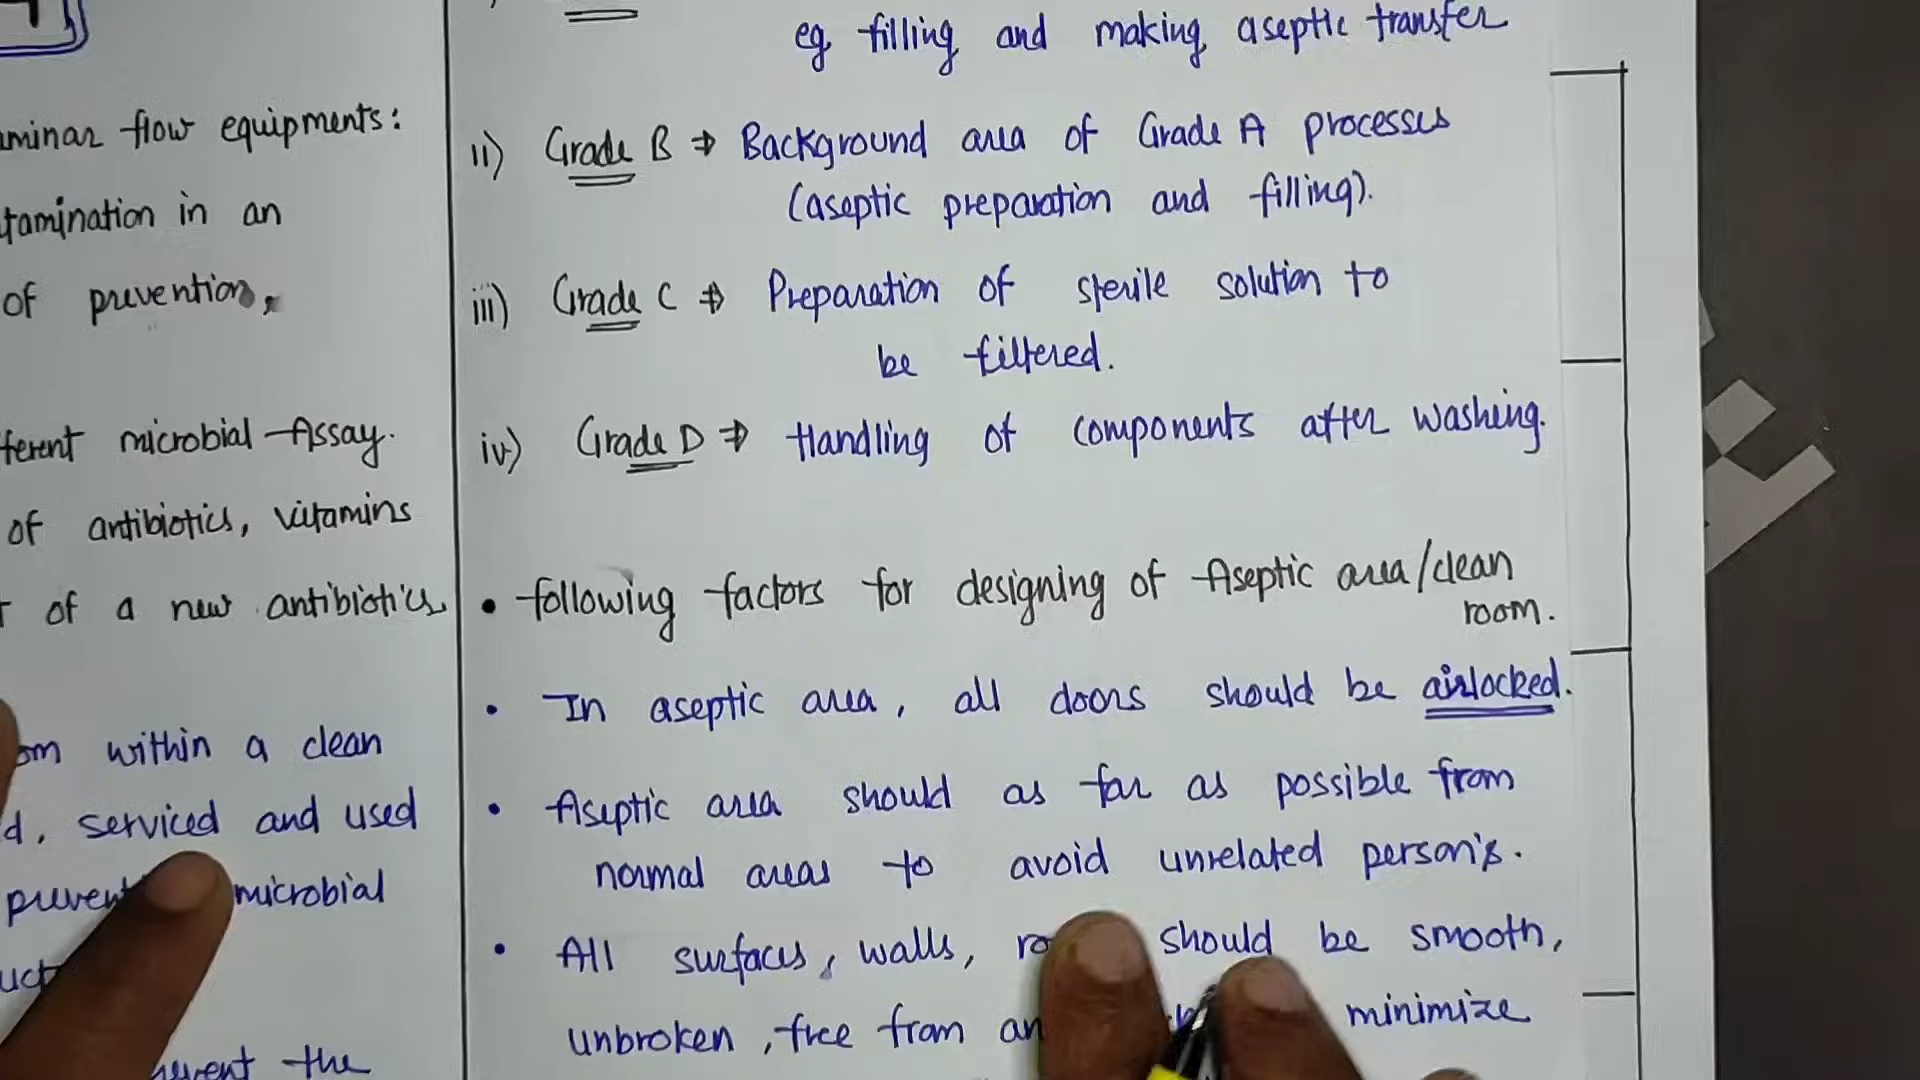 eg filling and making aseptic transfer
ii) Grade B ⇒ Background area of Grade A processes
(aseptic preparation and filling).
iii) Grade C ⇒ Preparation of sterile solution to
be filtered.
iv) Grade D ⇒ Handling of components after washing.
• following factors for designing of Aseptic area/clean
room.
• In aseptic area, all doors should be airlocked.
• Aseptic area should as far as possible from
normal areas to avoid unrelated person's.
• All surfaces, walls, should be smooth,
unbroken, free from minimize
flow equipments:
in an
of prevention,
microbial Assay.
of antibiotics, vitamins
of a new antibiotics
within a clean
serviced and used
microbial
the